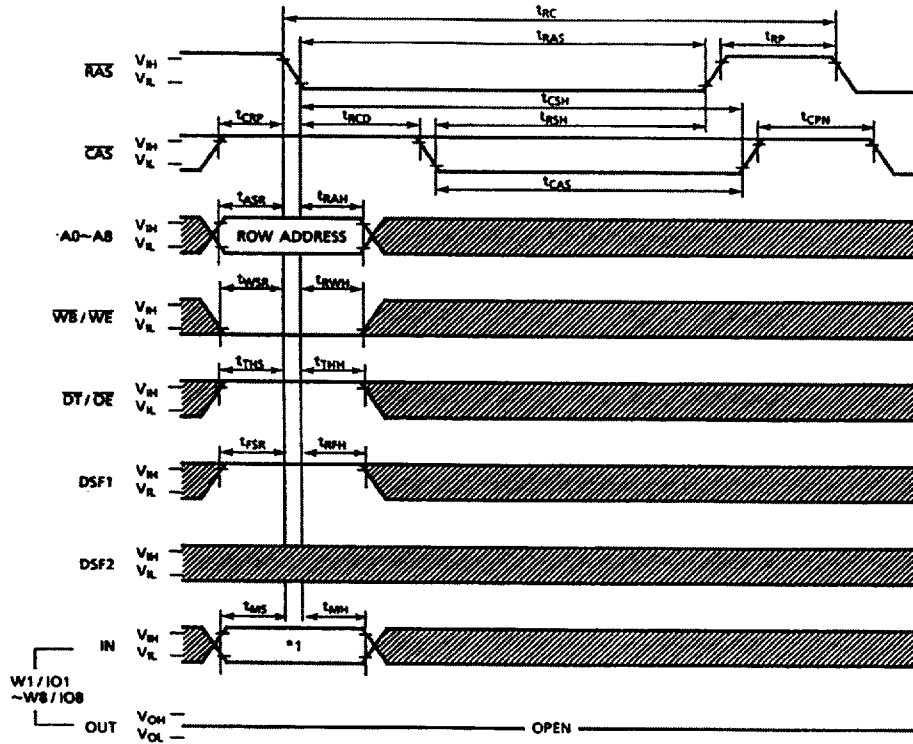 tRC
tRAS
tRP
RAS VIH
VIL
tCSH
tCRP tRCD tRSH tCPN
CAS VIH
VIL
tCAS
tASR tRAH
A0~A8 VIH
VIL
ROW ADDRESS
tWSR tRWH
WB/WE VIH
VIL
tTHS tTHH
DT/OE VIH
VIL
tFSR tRFH
DSF1 VIH
VIL
DSF2 VIH
VIL
tMS tMH
IN VIH
VIL
*1
W1/IO1
~W8/IO8
OUT VOH
VOL
OPEN